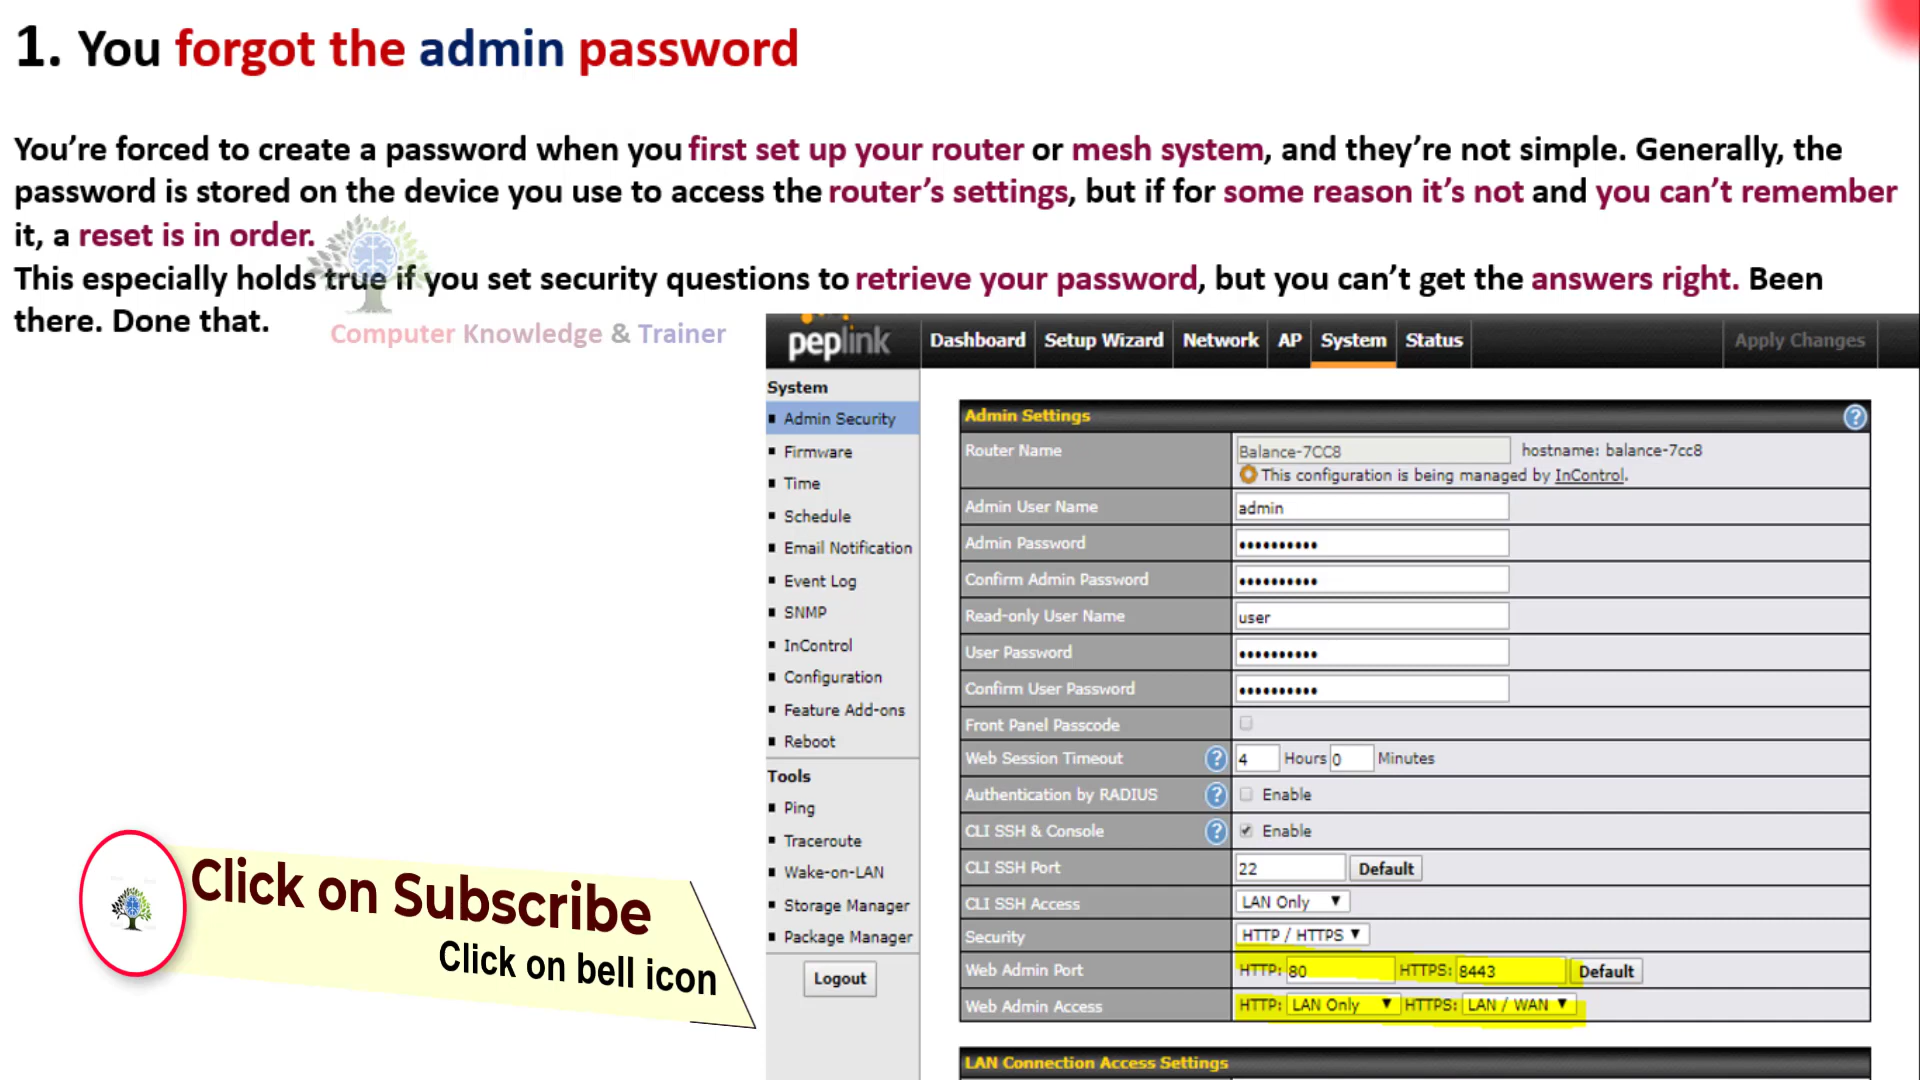 1. You forgot the admin password
You're forced to create a password when you first set up your router or mesh system, and they're not simple. Generally, the
password is stored on the device you use to access the router's settings, but if for some reason it's not and you can't remember
it, a reset is in order.
This especially holds true if you set security questions to retrieve your password, but you can't get the answers right. Been
there. Done that.
Computer Knowledge & Trainer
peplink Dashboard Setup Wizard Network AP System Status Apply Changes
System
Admin Security
Firmware
Time
Schedule
Email Notification
Event Log
SNMP
InControl
Configuration
Feature Add-ons
Reboot
Tools
Ping
Traceroute
Wake-on-LAN
Storage Manager
Package Manager
Logout
Admin Settings ?
Router Name Balance-7CC8 hostname: balance-7cc8
This configuration is being managed by InControl.
Admin User Name admin
Admin Password ••••••••••
Confirm Admin Password ••••••••••
Read-only User Name user
User Password ••••••••••
Confirm User Password ••••••••••
Front Panel Passcode
Web Session Timeout ? 4 Hours 0 Minutes
Authentication by RADIUS ? Enable
CLI SSH & Console ? Enable
CLI SSH Port 22 Default
CLI SSH Access LAN Only
Security HTTP / HTTPS
Web Admin Port HTTP: 80 HTTPS: 8443 Default
Web Admin Access HTTP: LAN Only HTTPS: LAN / WAN
LAN Connection Access Settings
Click on Subscribe
Click on bell icon